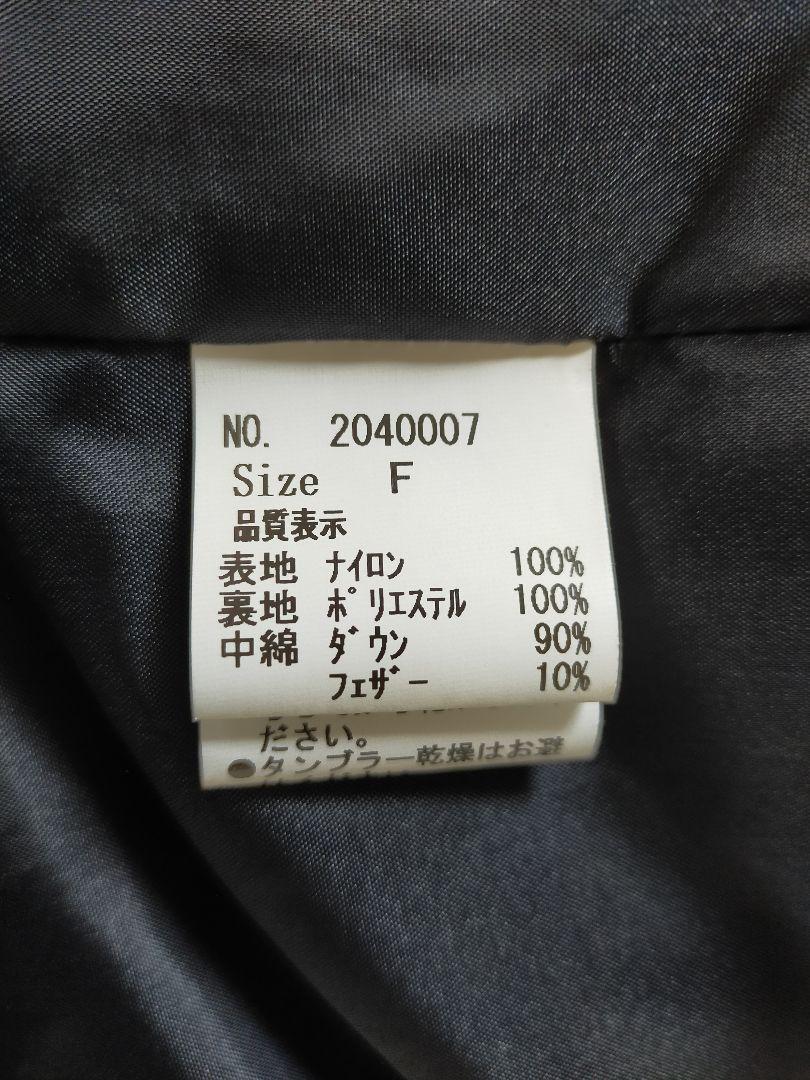 NO. 2040007
Size F
品質表示
表地 ﾅｲﾛﾝ 100%
裏地 ﾎﾟﾘｴｽﾃﾙ 100%
中綿 ﾀﾞｳﾝ 90%
ﾌｪｻﾞｰ 10%
ださい。
●タンブラー乾燥はお避